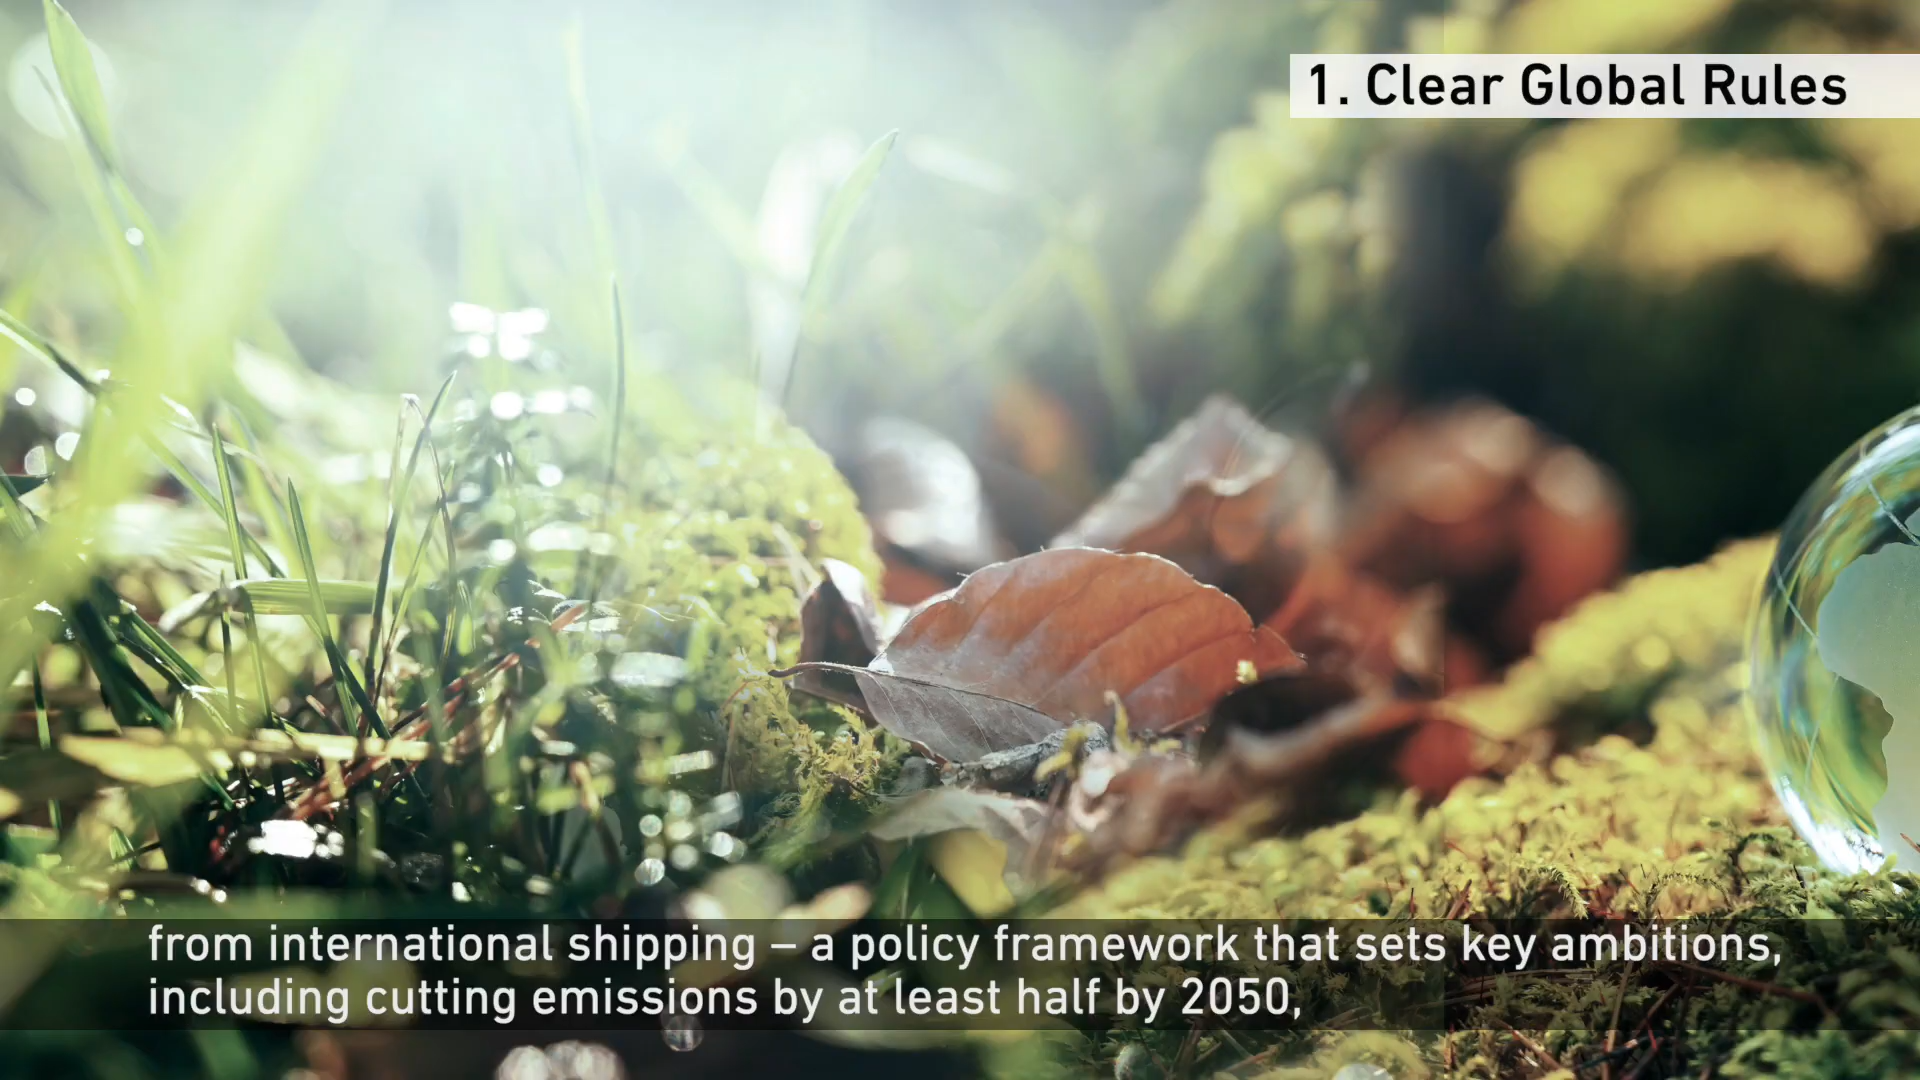 1. Clear Global Rules
from international shipping – a policy framework that sets key ambitions,
including cutting emissions by at least half by 2050,